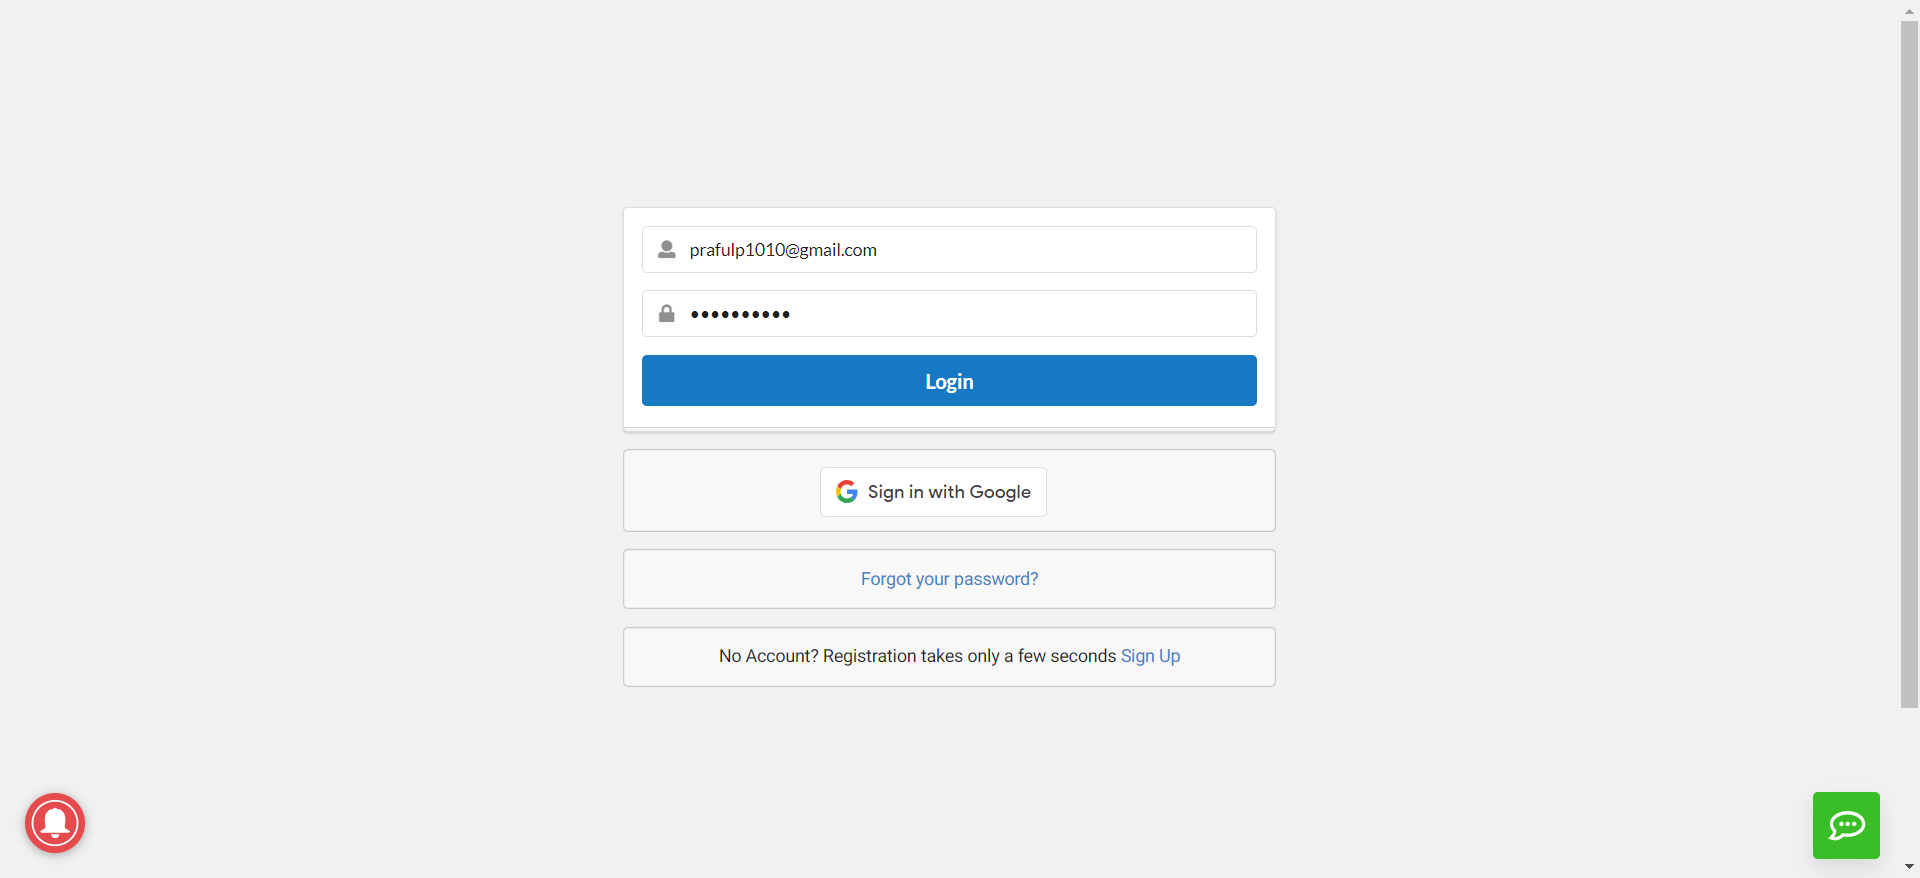 prafulp1010@gmail.com
••••••••••
Login
Sign in with Google
Forgot your password?
No Account? Registration takes only a few seconds Sign Up